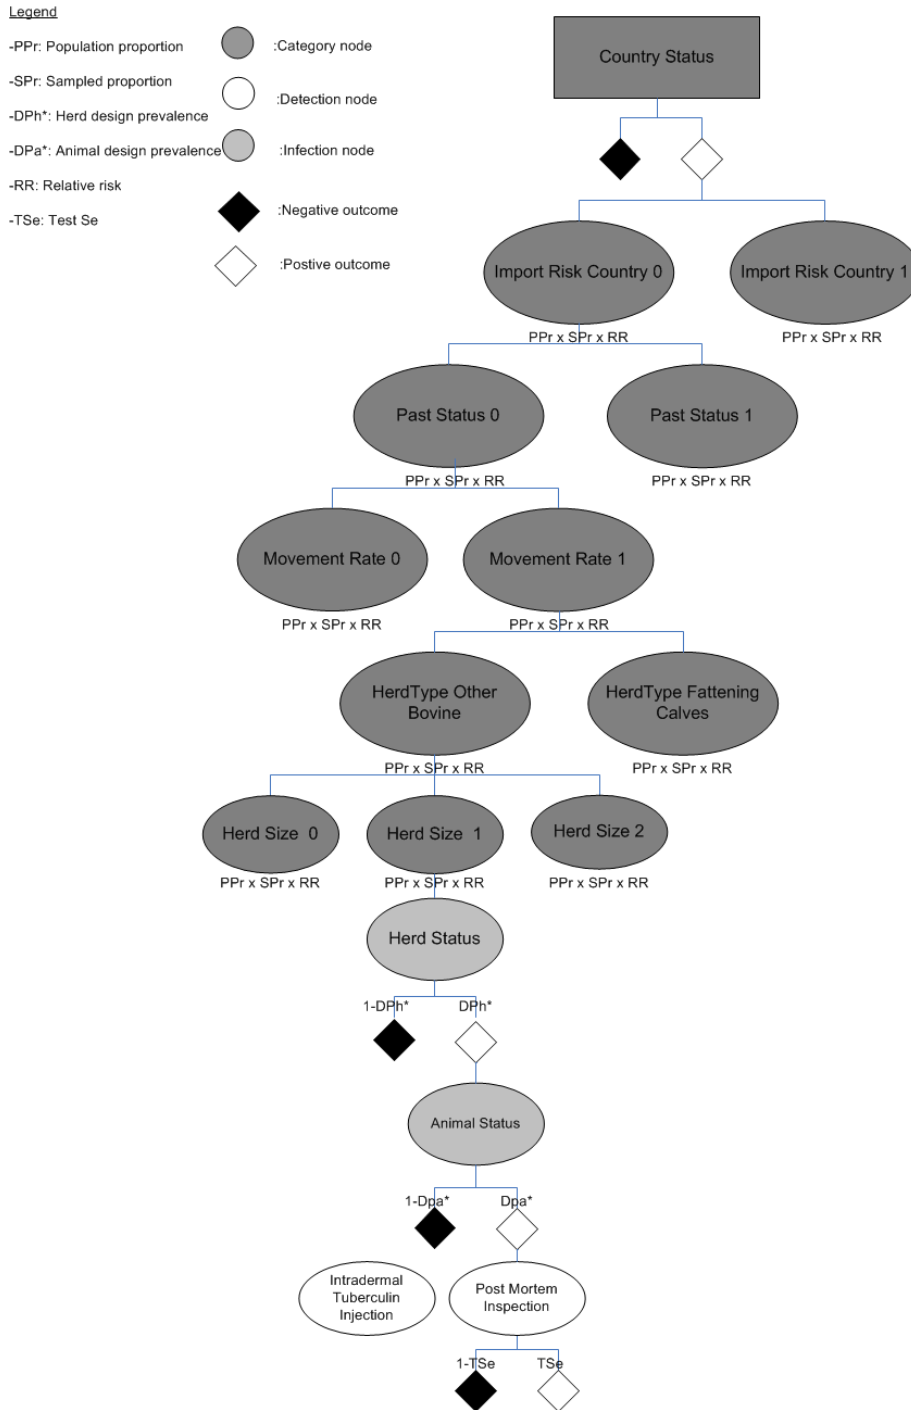 Legend
-PPr: Population proportion
-SPr: Sampled proportion
-DPh*: Herd design prevalence
-DPa*: Animal design prevalence
-RR: Relative risk
-TSe: Test Se
:Category node
:Detection node
:Infection node
:Negative outcome
:Postive outcome
Country Status
Import Risk Country 0
Import Risk Country 1
PPr x SPr x RR
PPr x SPr x RR
Past Status 0
Past Status 1
PPr x SPr x RR
PPr x SPr x RR
Movement Rate 0
Movement Rate 1
PPr x SPr x RR
PPr x SPr x RR
HerdType Other
Bovine
HerdType Fattening
Calves
PPr x SPr x RR
PPr x SPr x RR
Herd Size 0
Herd Size 1
Herd Size 2
PPr x SPr x RR
PPr x SPr x RR
PPr x SPr x RR
Herd Status
1-DPh*
DPh*
Animal Status
1-Dpa*
Dpa*
Intradermal
Tuberculin
Injection
Post Mortem
Inspection
1-TSe
TSe